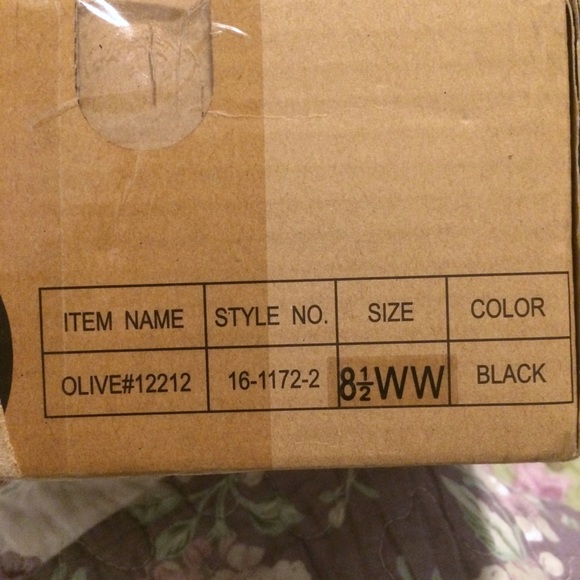 ITEM NAME STYLE NO. SIZE COLOR
OLIVE#12212 16-1172-2 8½WW BLACK